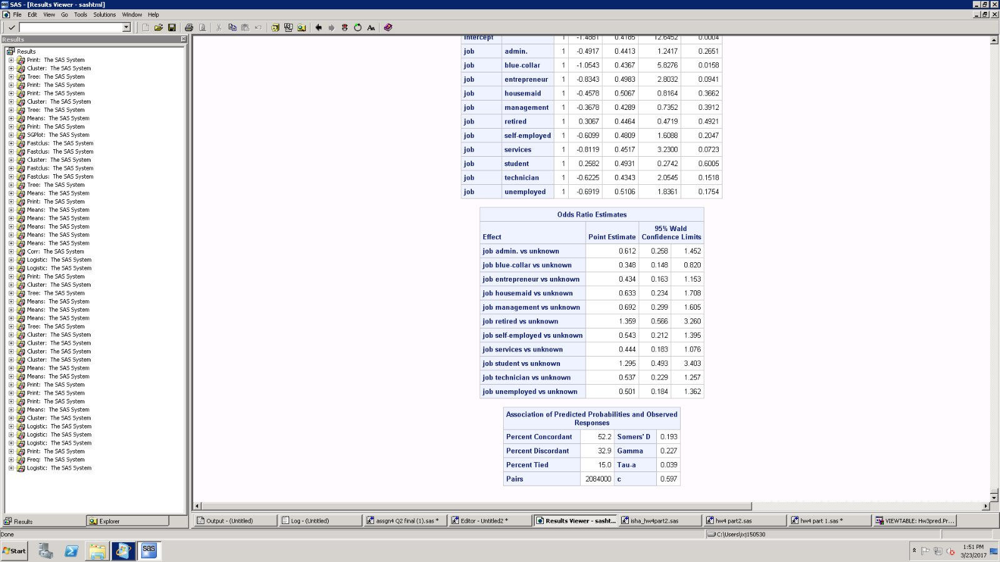 SAS - [Results Viewer - sashtml]
File Edit View Go Tools Solutions Window Help
Results
Results
Print: The SAS System
Cluster: The SAS System
Tree: The SAS System
Print: The SAS System
Print: The SAS System
Cluster: The SAS System
Tree: The SAS System
Means: The SAS System
Print: The SAS System
SGPlot: The SAS System
Fastclus: The SAS System
Fastclus: The SAS System
Cluster: The SAS System
Fastclus: The SAS System
Fastclus: The SAS System
Tree: The SAS System
Means: The SAS System
Print: The SAS System
Means: The SAS System
Means: The SAS System
Means: The SAS System
Means: The SAS System
Means: The SAS System
Corr: The SAS System
Logistic: The SAS System
Logistic: The SAS System
Print: The SAS System
Cluster: The SAS System
Tree: The SAS System
Means: The SAS System
Means: The SAS System
Means: The SAS System
Tree: The SAS System
Cluster: The SAS System
Cluster: The SAS System
Cluster: The SAS System
Cluster: The SAS System
Means: The SAS System
Means: The SAS System
Print: The SAS System
Print: The SAS System
Print: The SAS System
Means: The SAS System
Cluster: The SAS System
Logistic: The SAS System
Logistic: The SAS System
Logistic: The SAS System
Print: The SAS System
Freq: The SAS System
Logistic: The SAS System
Results Explorer
Intercept 1 -1.4881 0.4185 12.6452 0.0004
job admin. 1 -0.4917 0.4413 1.2417 0.2651
job blue-collar 1 -1.0543 0.4367 5.8276 0.0158
job entrepreneur 1 -0.8343 0.4983 2.8032 0.0941
job housemaid 1 -0.4578 0.5067 0.8164 0.3662
job management 1 -0.3678 0.4289 0.7352 0.3912
job retired 1 0.3067 0.4464 0.4719 0.4921
job self-employed 1 -0.6099 0.4809 1.6088 0.2047
job services 1 -0.8119 0.4517 3.2300 0.0723
job student 1 0.2582 0.4931 0.2742 0.6005
job technician 1 -0.6225 0.4343 2.0545 0.1518
job unemployed 1 -0.6919 0.5106 1.8361 0.1754
Odds Ratio Estimates
Effect Point Estimate 95% Wald
Confidence Limits
job admin. vs unknown 0.612 0.258 1.452
job blue-collar vs unknown 0.348 0.148 0.820
job entrepreneur vs unknown 0.434 0.163 1.153
job housemaid vs unknown 0.633 0.234 1.708
job management vs unknown 0.692 0.299 1.605
job retired vs unknown 1.359 0.566 3.260
job self-employed vs unknown 0.543 0.212 1.395
job services vs unknown 0.444 0.183 1.076
job student vs unknown 1.295 0.493 3.403
job technician vs unknown 0.537 0.229 1.257
job unemployed vs unknown 0.501 0.184 1.362
Association of Predicted Probabilities and Observed
Responses
Percent Concordant 52.2 Somers' D 0.193
Percent Discordant 32.9 Gamma 0.227
Percent Tied 15.0 Tau-a 0.039
Pairs 2084000 c 0.597
Output - (Untitled) Log - (Untitled) assgn4 Q2 final (1).sas * Editor - Untitled2 * Results Viewer - sasht... isha_hw4part2.sas hw4 part2.sas hw4 part 1.sas * VIEWTABLE: Hw3pred.Pr...
Done C:\Users\ixj150530
Start sas 1:51 PM
3/23/2017